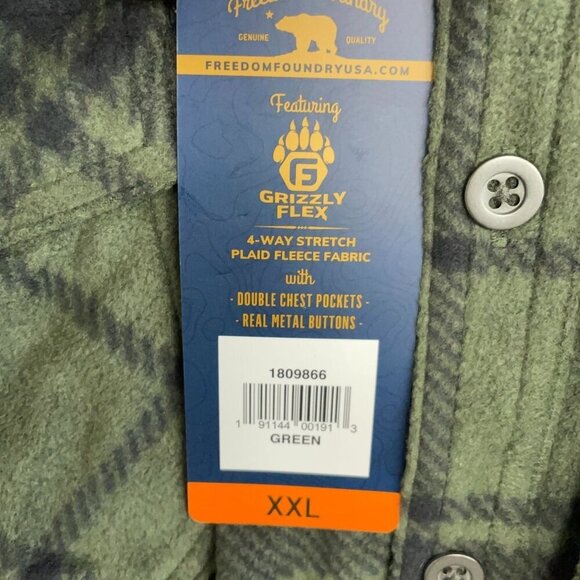 GENUINE QUALITY
FREEDOMFOUNDRYUSA.COM
Featuring
F
GRIZZLY
FLEX
4-WAY STRETCH
PLAID FLEECE FABRIC
with
- DOUBLE CHEST POCKETS -
- REAL METAL BUTTONS -
1809866
1 91144 00191 3
GREEN
XXL